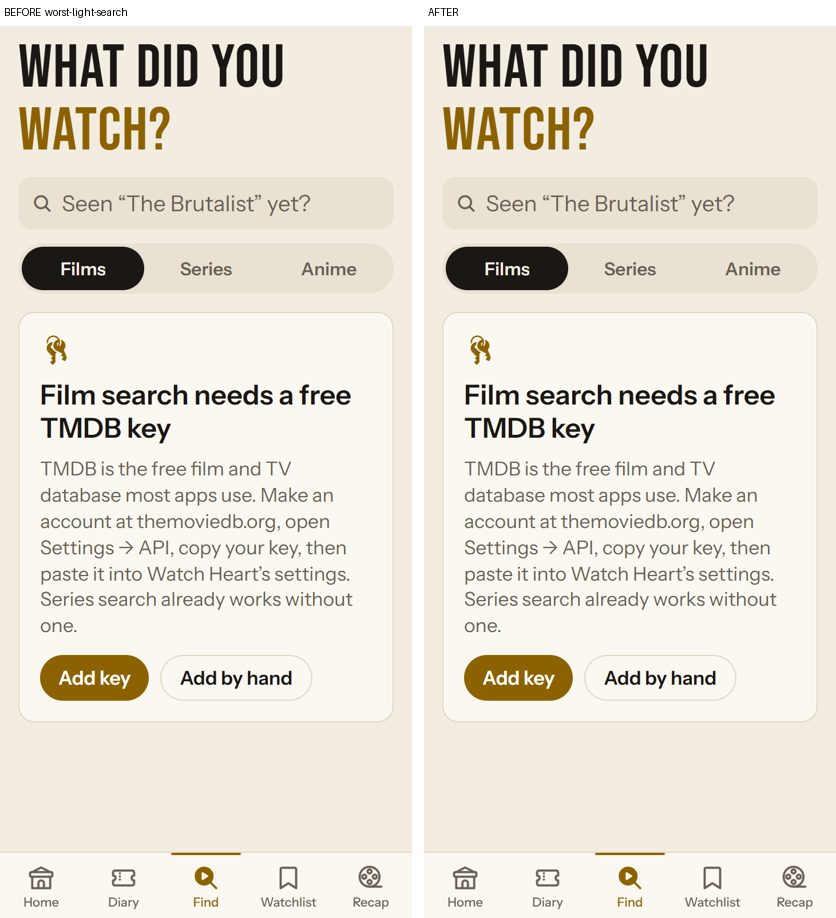 BEFORE worst-light-search
WHAT DID YOU
WATCH?
Seen “The Brutalist” yet?
Films Series Anime
Film search needs a free
TMDB key
TMDB is the free film and TV
database most apps use. Make an
account at themoviedb.org, open
Settings → API, copy your key, then
paste it into Watch Heart’s settings.
Series search already works without
one.
Add key Add by hand
Home Diary Find Watchlist Recap
AFTER
WHAT DID YOU
WATCH?
Seen “The Brutalist” yet?
Films Series Anime
Film search needs a free
TMDB key
TMDB is the free film and TV
database most apps use. Make an
account at themoviedb.org, open
Settings → API, copy your key, then
paste it into Watch Heart’s settings.
Series search already works without
one.
Add key Add by hand
Home Diary Find Watchlist Recap